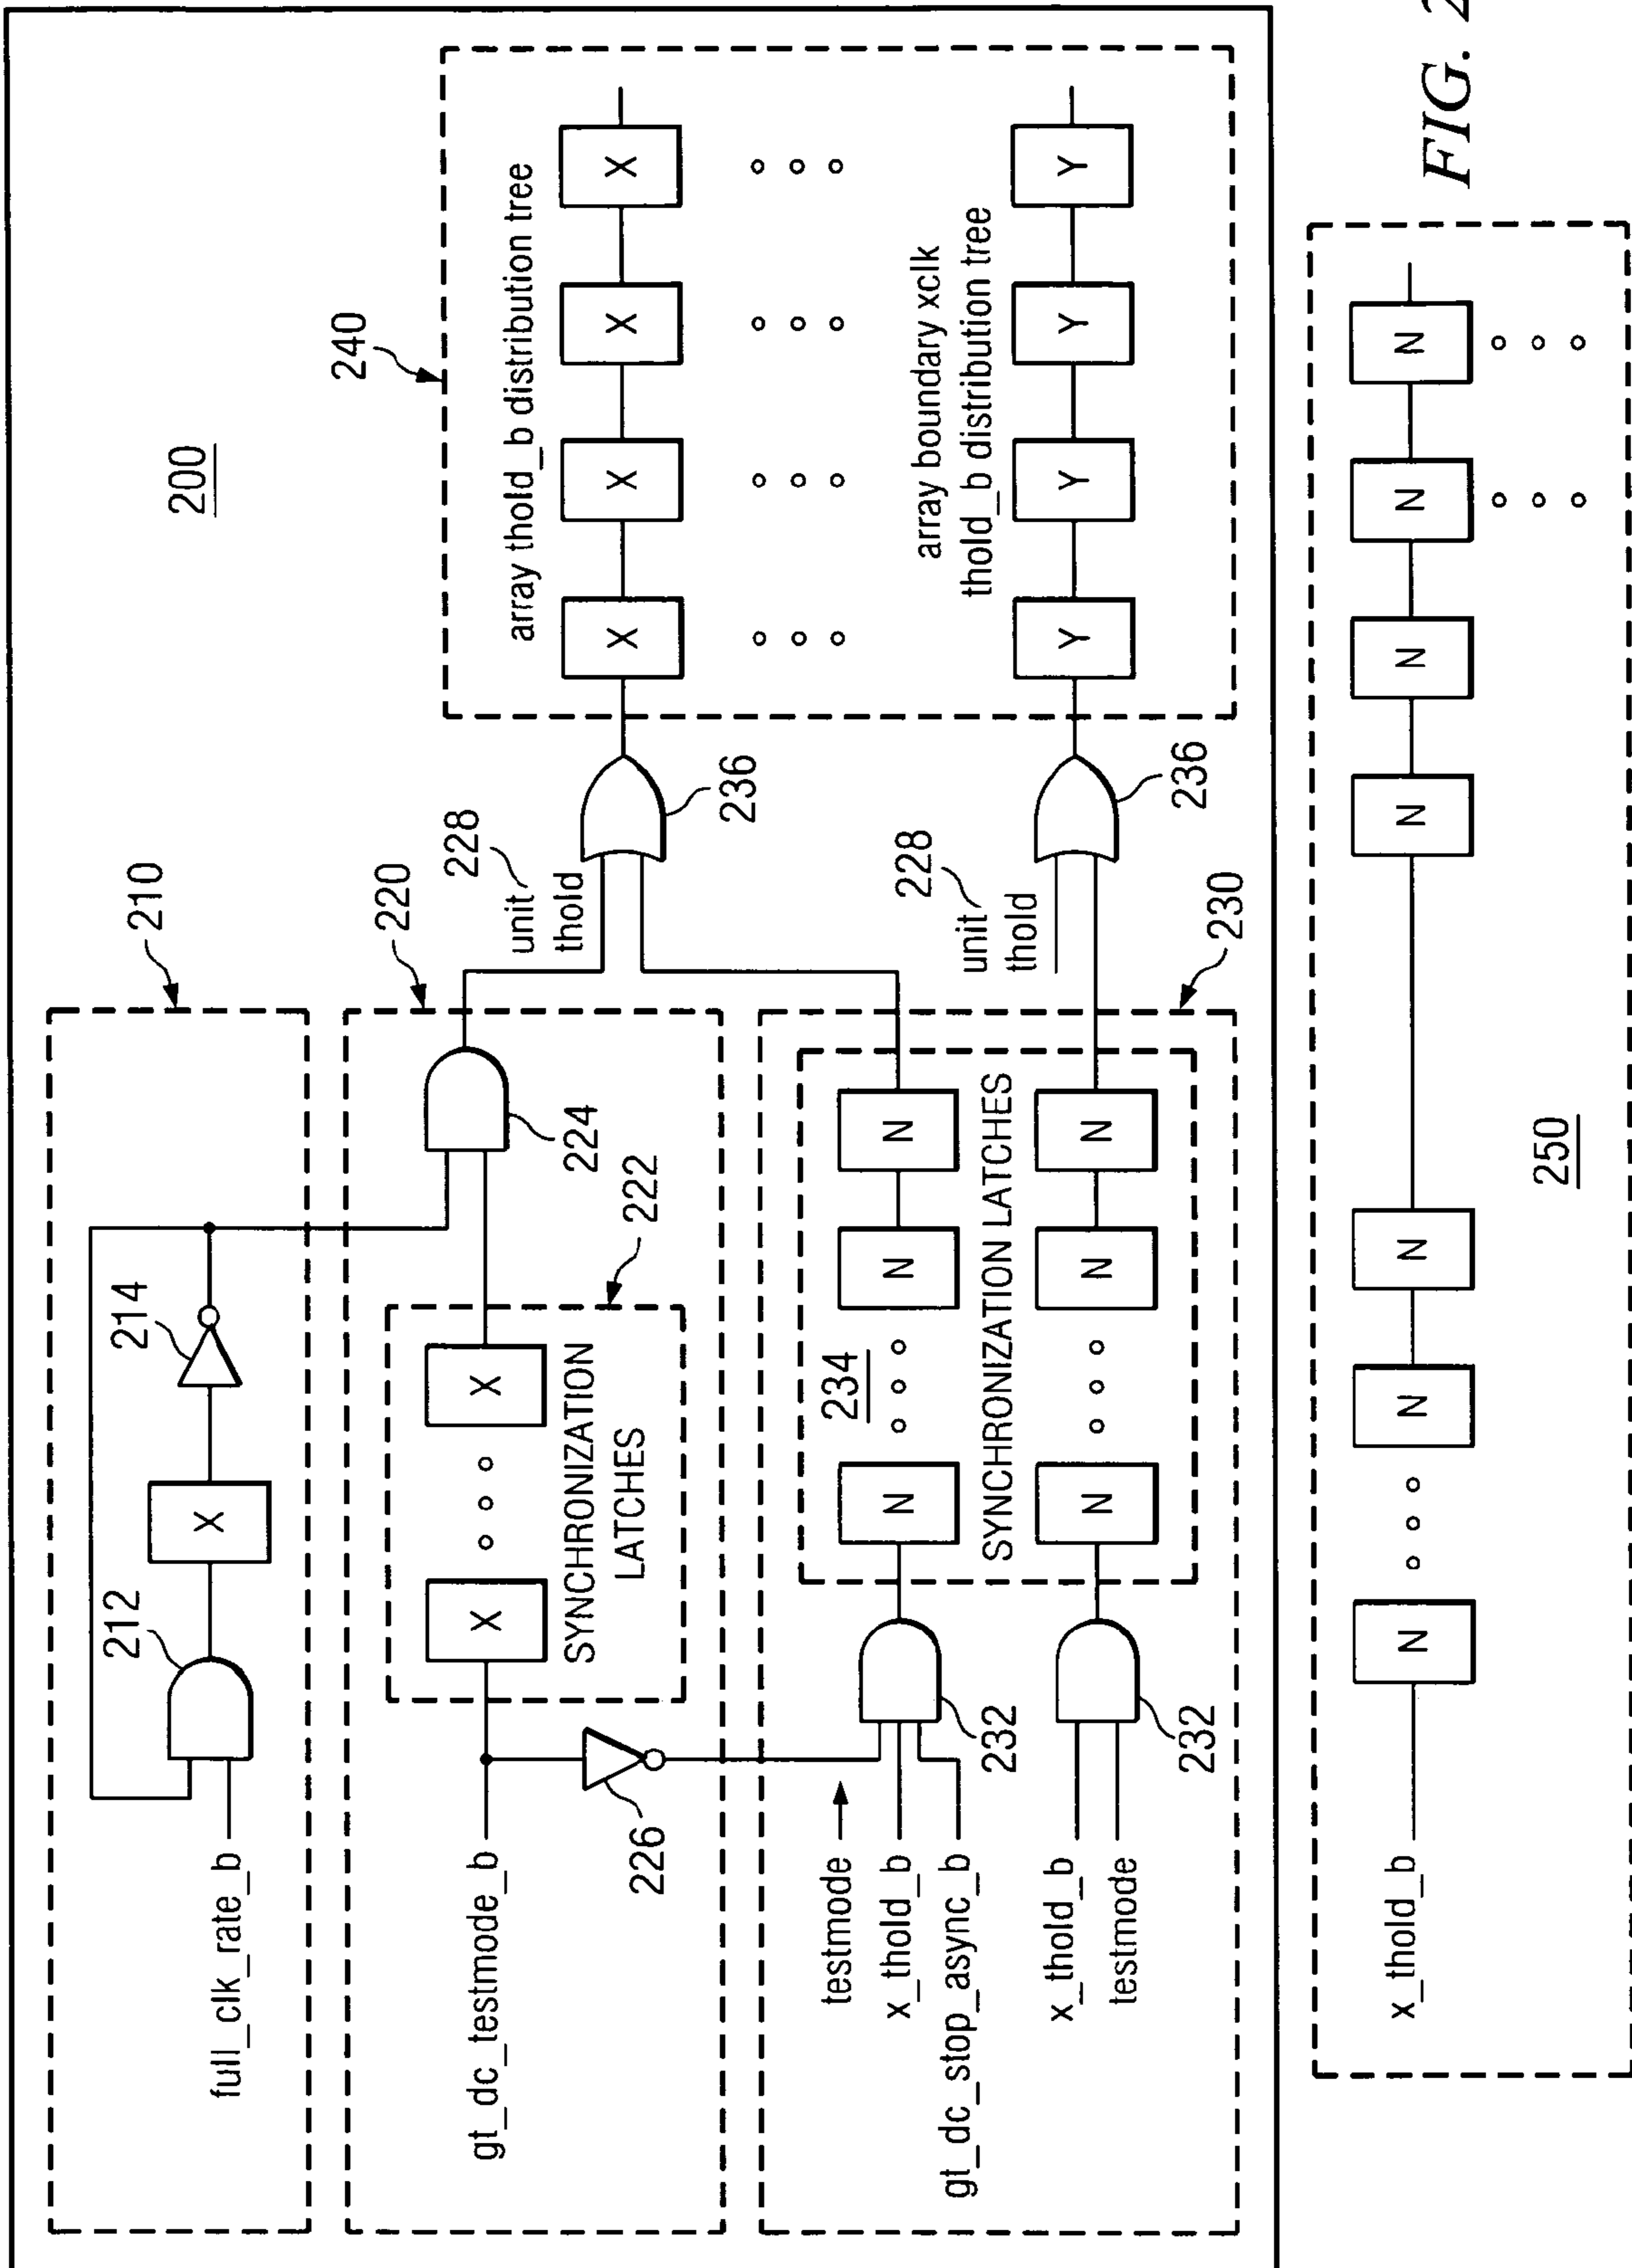 200
210
212
214
X
full_clk_rate_b
220
222
224
226
gt_dc_testmode_b
X
X
SYNCHRONIZATION
LATCHES
228
unit
thold
236
230
testmode
x_thold_b
gt_dc_stop_async_b
232
N
234
N
N
SYNCHRONIZATION LATCHES
x_thold_b
testmode
232
N
N
N
228
unit
thold
236
240
array thold_b distribution tree
X
X
X
X
array boundary xclk
thold_b distribution tree
Y
Y
Y
Y
x_thold_b
N
N
N
N
N
N
N
250
FIG. 2